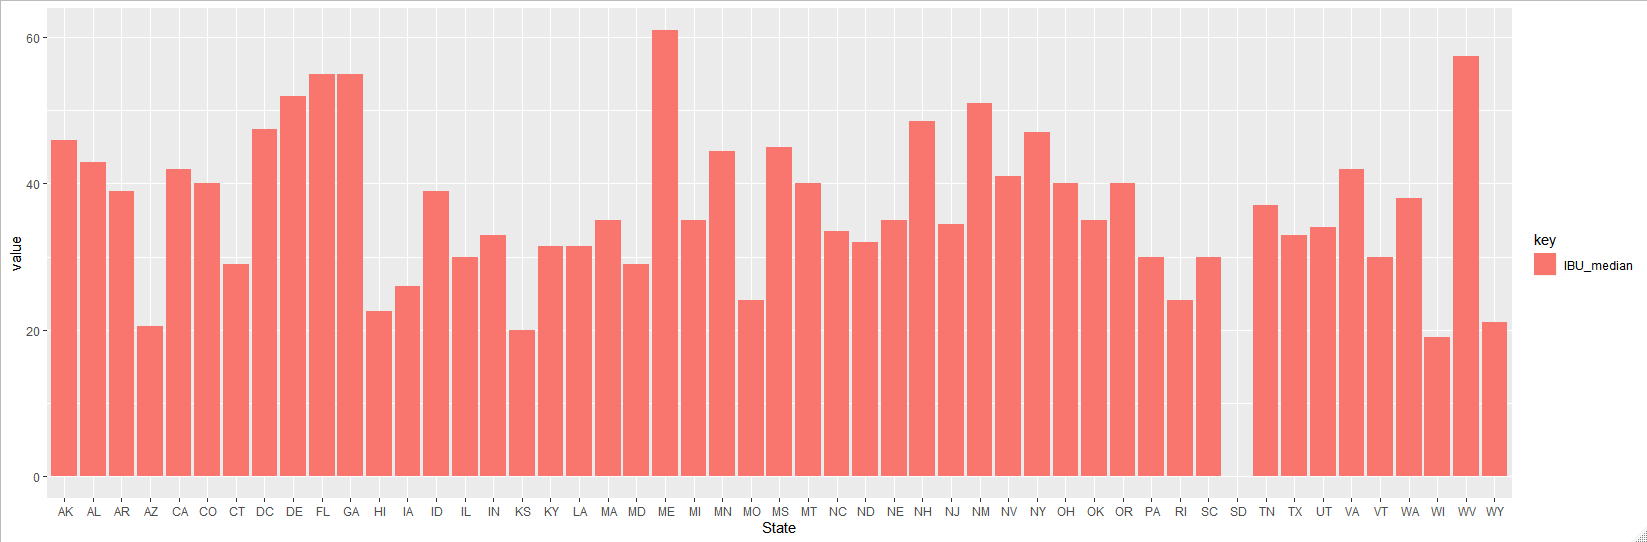 60
40
20
0
value
AK AL AR AZ CA CO CT DC DE FL GA HI IA ID IL IN KS KY LA MA MD ME MI MN MO MS MT NC ND NE NH NJ NM NV NY OH OK OR PA RI SC SD TN TX UT VA VT WA WI WV WY
State
key
IBU_median